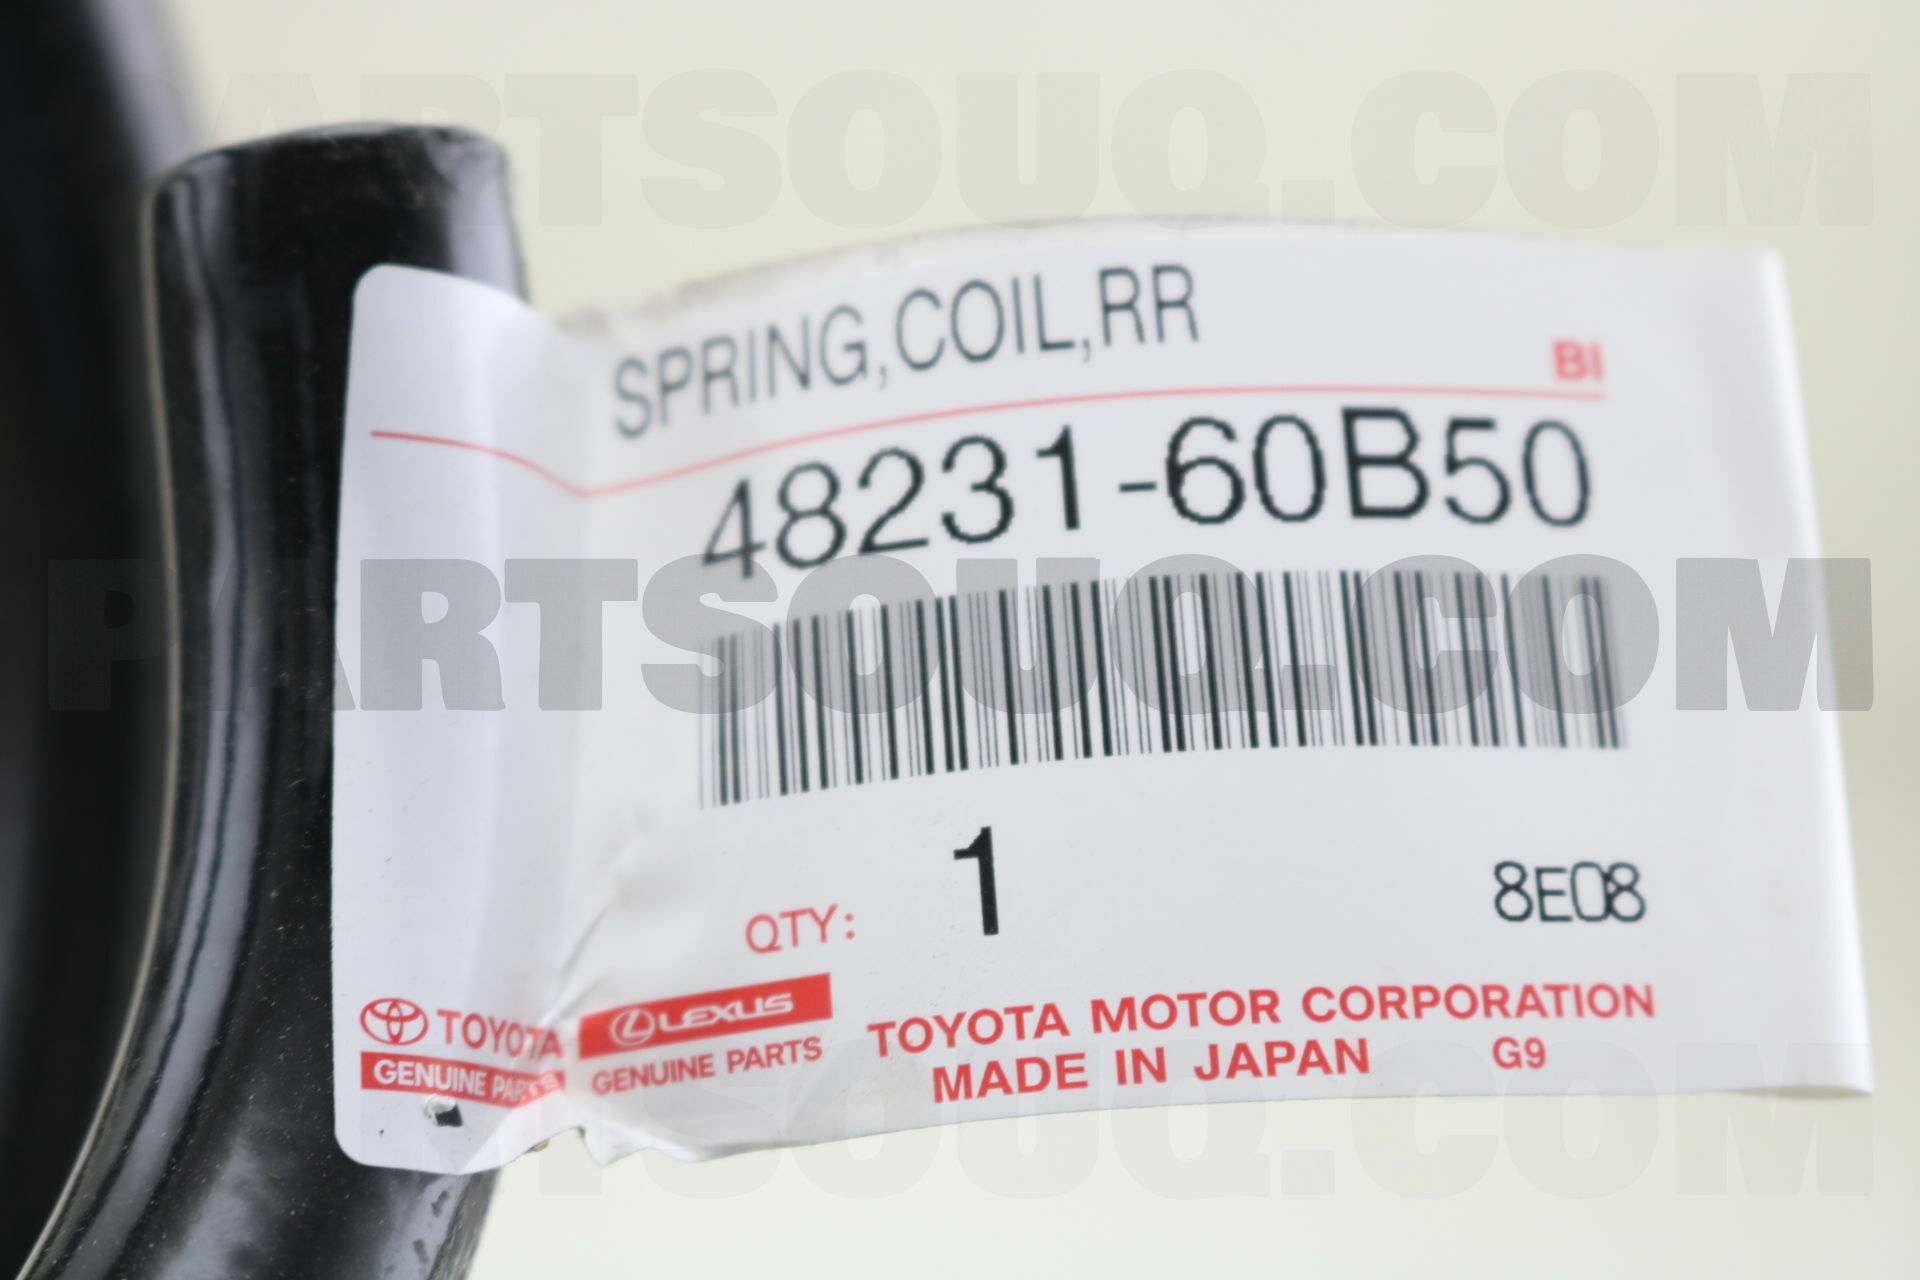 PARTSOUQ.COM
SPRING,COIL,RR
BI
48231-60B50
PARTSOUQ.COM
QTY: 1
8E08
TOYOTA
GENUINE PARTS
LEXUS
GENUINE PARTS
TOYOTA MOTOR CORPORATION
MADE IN JAPAN G9
PARTSOUQ.COM